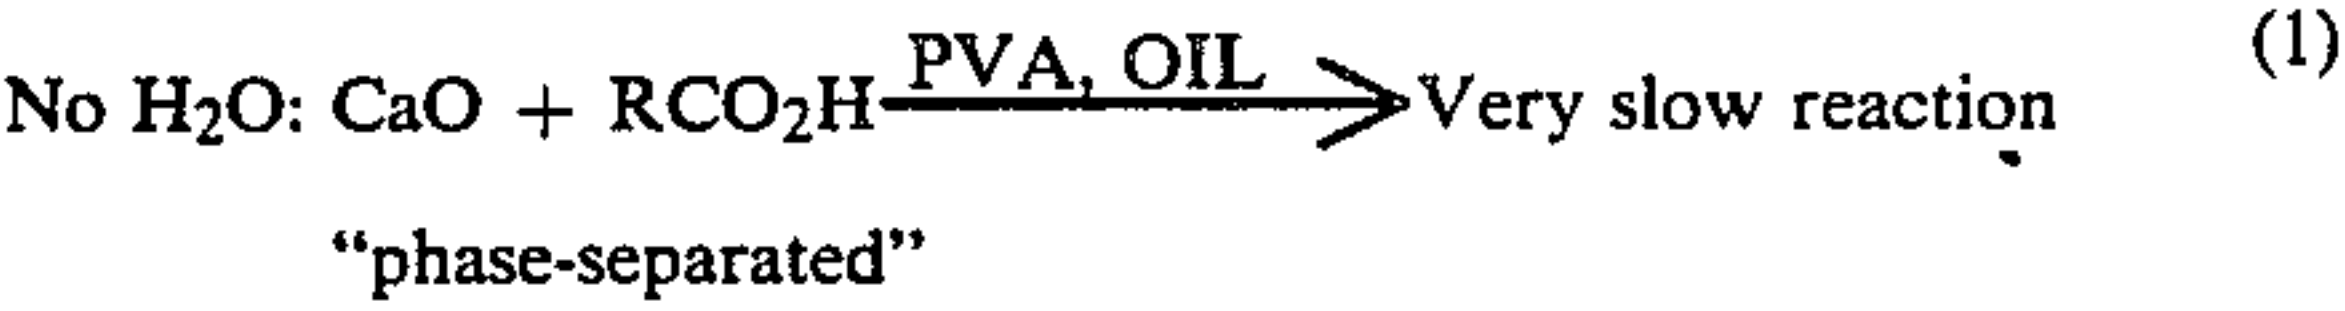 (1)
PVA, OIL
No H₂O: CaO + RCO₂H Very slow reaction
“phase-separated”